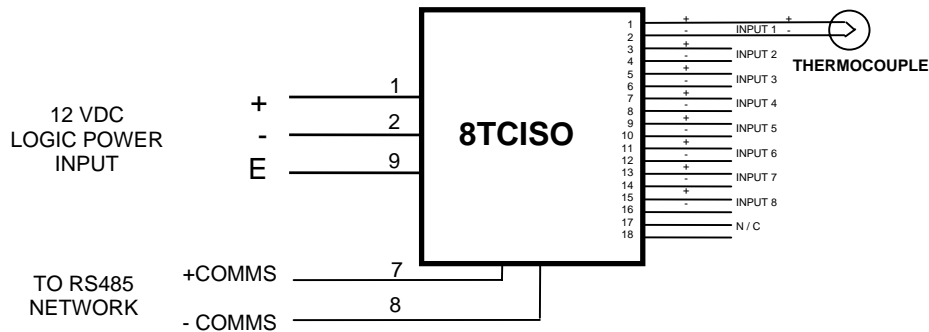 12 VDC
LOGIC POWER
INPUT
+ 1
- 2
E 9
TO RS485
NETWORK
+COMMS 7
- COMMS 8
8TCISO
1 + +
2 - INPUT 1 -
THERMOCOUPLE
3 +
4 - INPUT 2
5 +
6 - INPUT 3
7 +
8 - INPUT 4
9 +
10 - INPUT 5
11 +
12 - INPUT 6
13 +
14 - INPUT 7
15 +
16 - INPUT 8
17
18 N / C